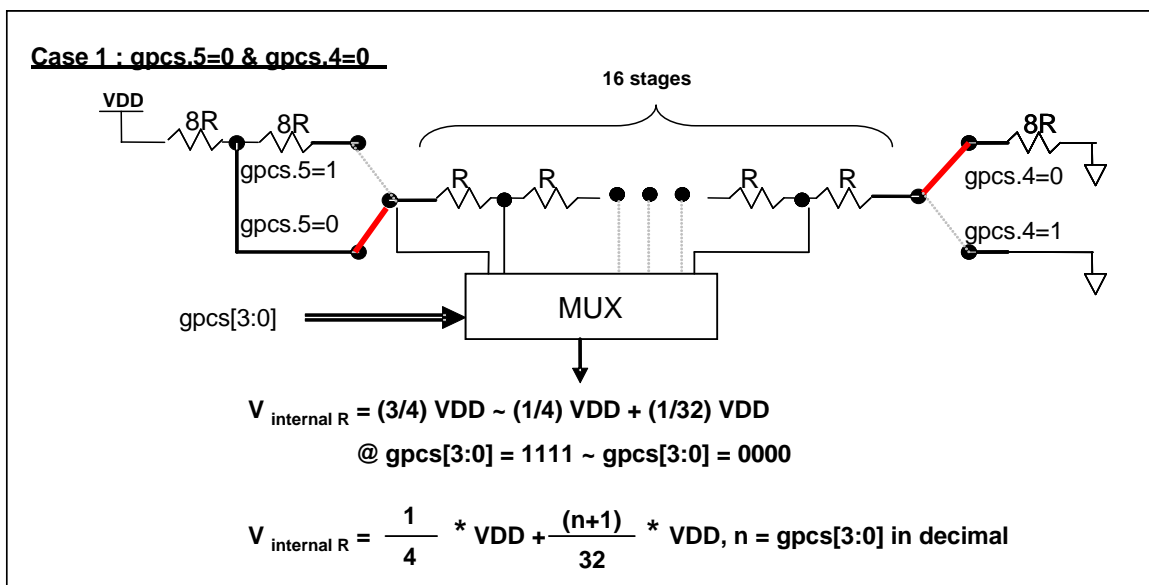 Case 1 : gpcs.5=0 & gpcs.4=0
16 stages
VDD
8R 8R 8R
gpcs.5=1
R R R R
gpcs.4=0
gpcs.5=0
gpcs.4=1
MUX
gpcs[3:0]
V internal R = (3/4) VDD ~ (1/4) VDD + (1/32) VDD
@ gpcs[3:0] = 1111 ~ gpcs[3:0] = 0000
V internal R = 1/4 * VDD + (n+1)/32 * VDD, n = gpcs[3:0] in decimal